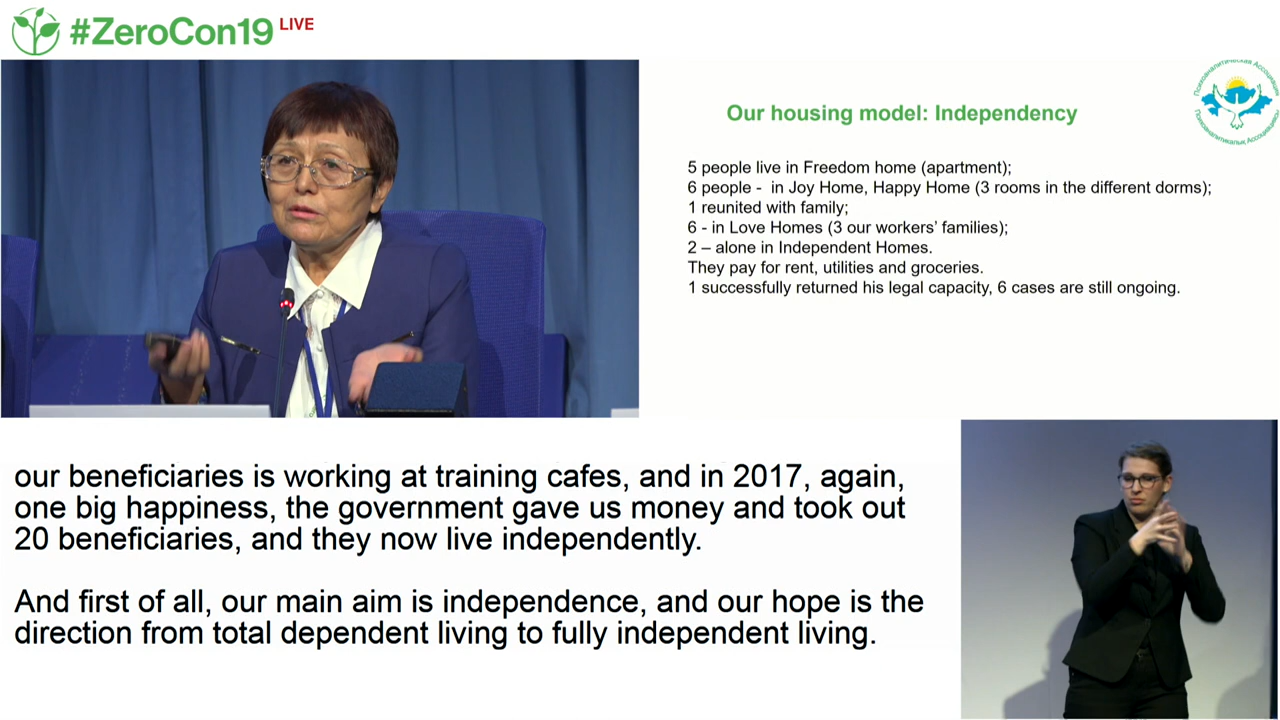 #ZeroCon19 LIVE
Our housing model: Independency
Психоаналитическая Ассоциация
Психоаналитикалық Ассоциациясы
5 people live in Freedom home (apartment);
6 people - in Joy Home, Happy Home (3 rooms in the different dorms);
1 reunited with family;
6 - in Love Homes (3 our workers' families);
2 – alone in Independent Homes.
They pay for rent, utilities and groceries.
1 successfully returned his legal capacity, 6 cases are still ongoing.
our beneficiaries is working at training cafes, and in 2017, again,
one big happiness, the government gave us money and took out
20 beneficiaries, and they now live independently.
And first of all, our main aim is independence, and our hope is the
direction from total dependent living to fully independent living.